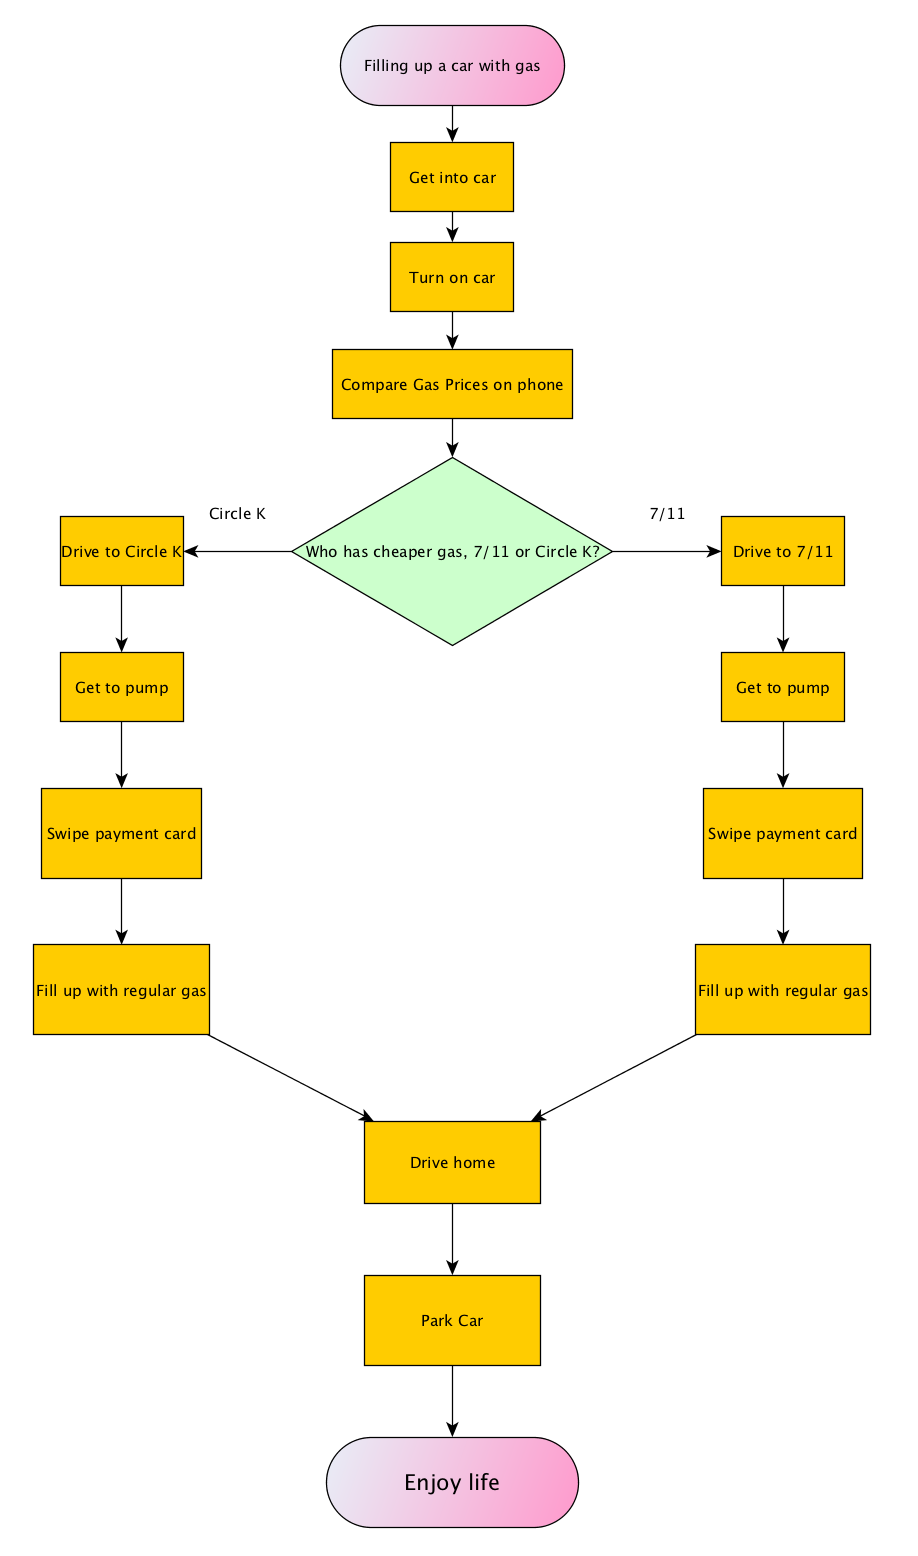 Filling up a car with gas
Get into car
Turn on car
Compare Gas Prices on phone
Circle K
7/11
Drive to Circle K
Who has cheaper gas, 7/11 or Circle K?
Drive to 7/11
Get to pump
Get to pump
Swipe payment card
Swipe payment card
Fill up with regular gas
Fill up with regular gas
Drive home
Park Car
Enjoy life